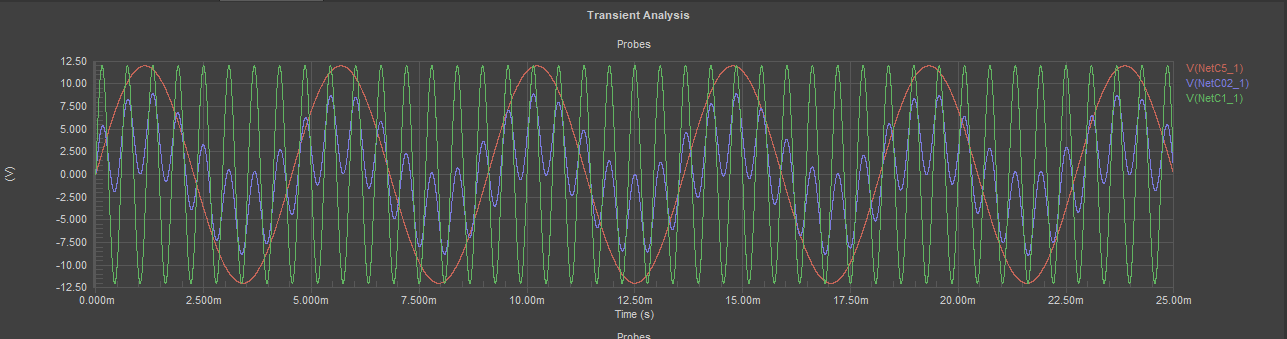 Transient Analysis
Probes
V(NetC5_1)
V(NetC02_1)
V(NetC1_1)
12.50
10.00
7.500
5.000
2.500
0.000
-2.500
-5.000
-7.500
-10.00
-12.50
(V)
0.000m 2.500m 5.000m 7.500m 10.00m 12.50m 15.00m 17.50m 20.00m 22.50m 25.00m
Time (s)
Probes